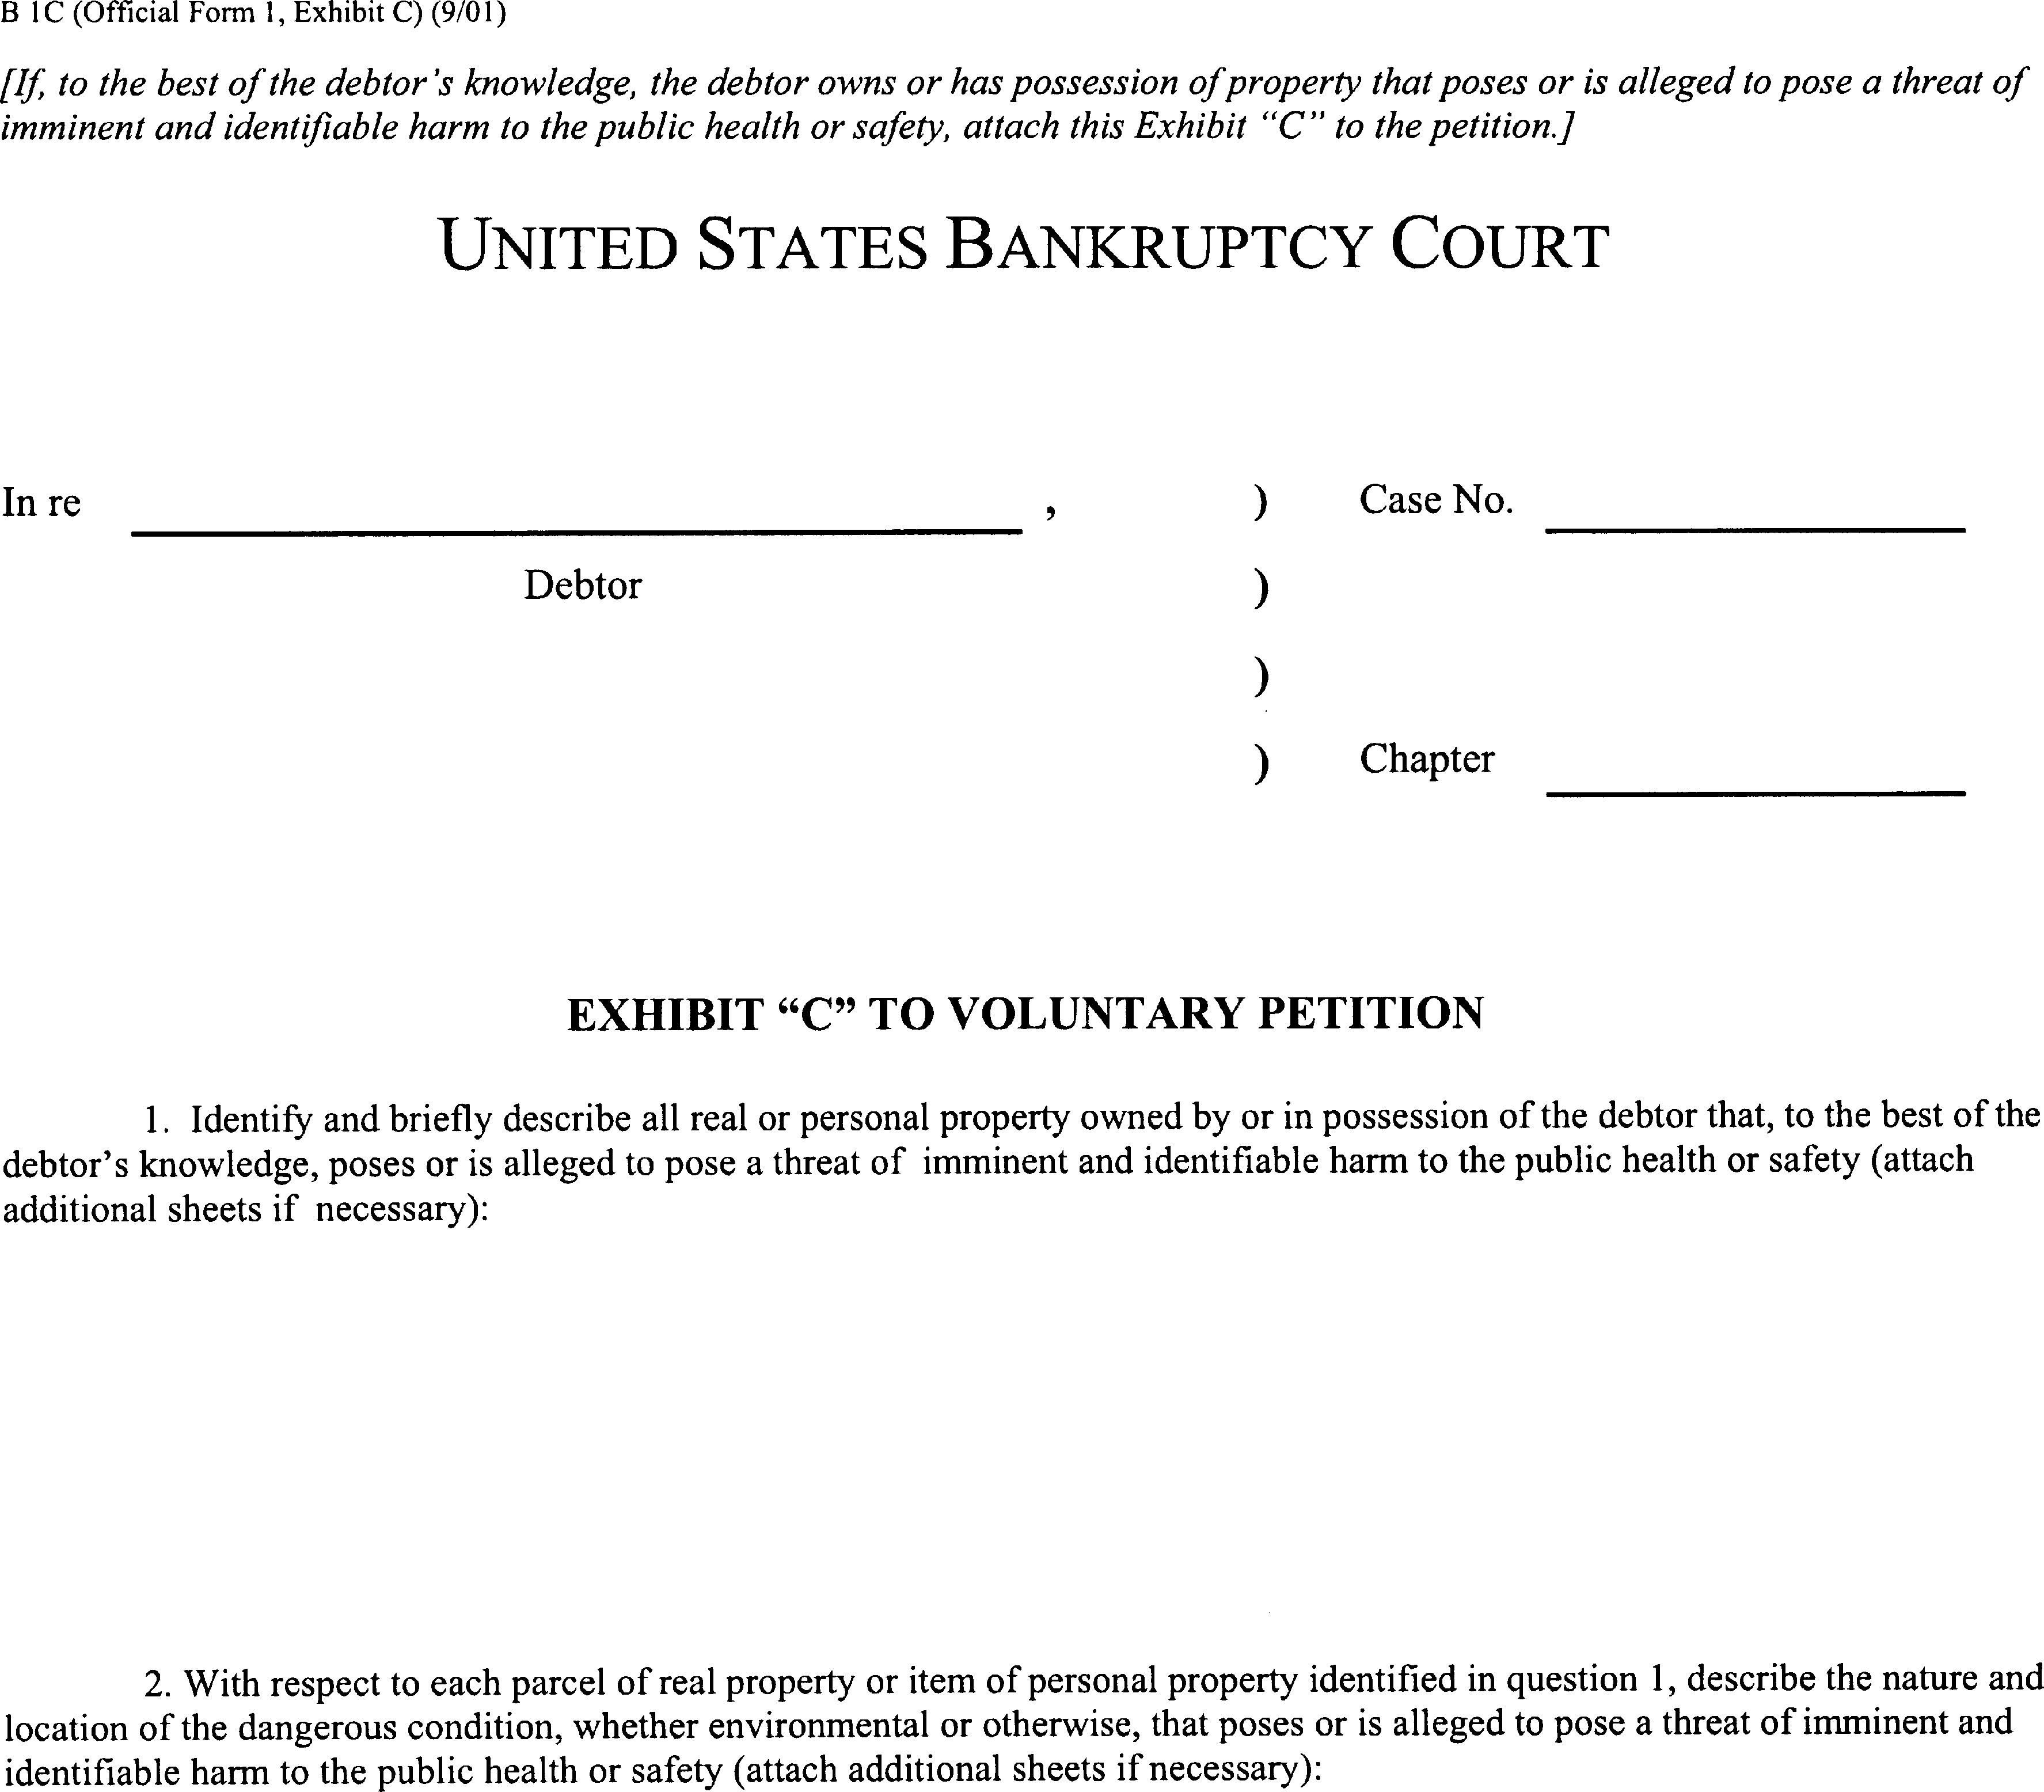 B 1C (Official Form 1, Exhibit C) (9/01)
[If, to the best of the debtor's knowledge, the debtor owns or has possession of property that poses or is alleged to pose a threat of
imminent and identifiable harm to the public health or safety, attach this Exhibit “C” to the petition.]
UNITED STATES BANKRUPTCY COURT
In re , ) Case No.
Debtor )
)
) Chapter
EXHIBIT “C” TO VOLUNTARY PETITION
1. Identify and briefly describe all real or personal property owned by or in possession of the debtor that, to the best of the
debtor’s knowledge, poses or is alleged to pose a threat of imminent and identifiable harm to the public health or safety (attach
additional sheets if necessary):
2. With respect to each parcel of real property or item of personal property identified in question 1, describe the nature and
location of the dangerous condition, whether environmental or otherwise, that poses or is alleged to pose a threat of imminent and
identifiable harm to the public health or safety (attach additional sheets if necessary):